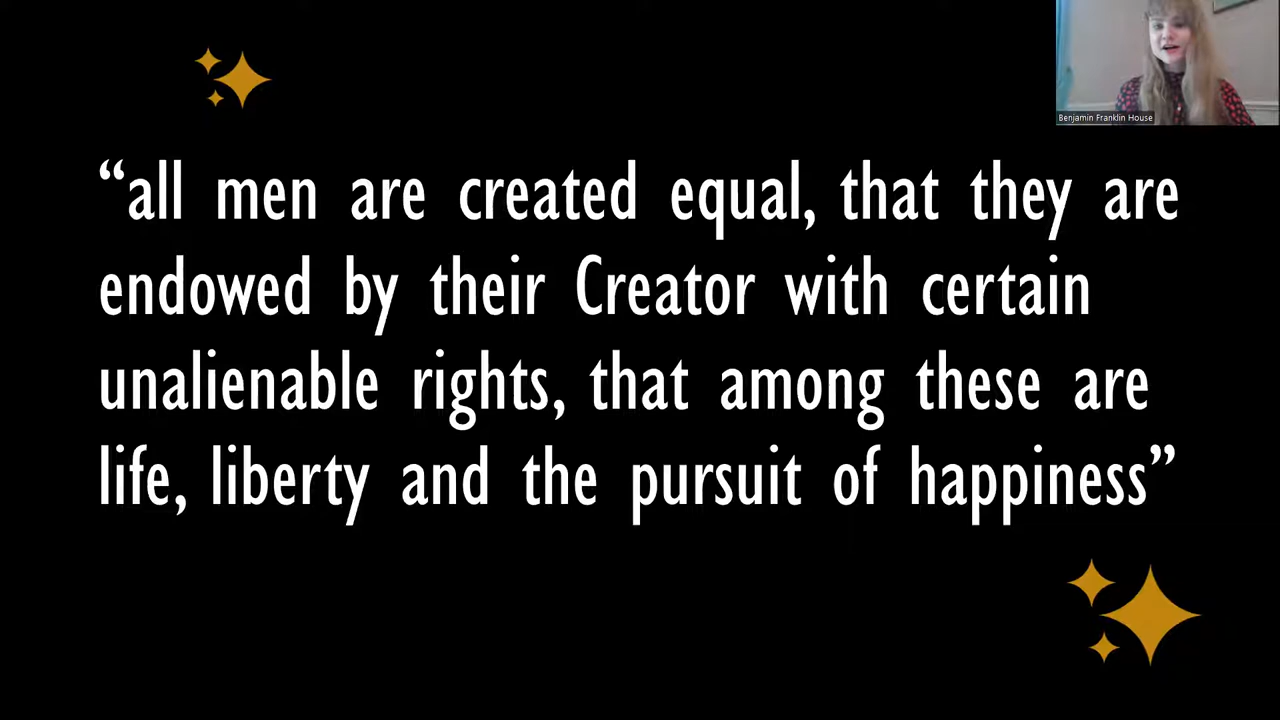 Benjamin Franklin House
“all men are created equal, that they are
endowed by their Creator with certain
unalienable rights, that among these are
life, liberty and the pursuit of happiness”